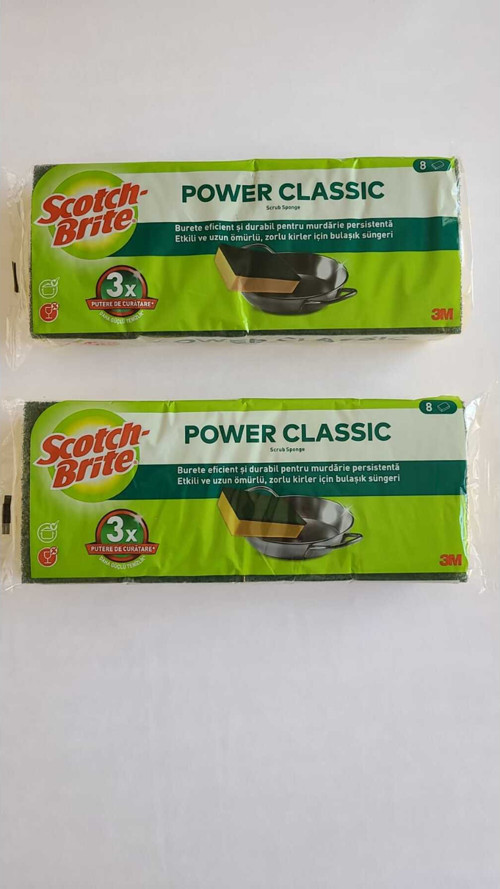 8
Scotch-
Brite
POWER CLASSIC
Scrub Sponge
Burete eficient și durabil pentru murdărie persistentă
Etkili ve uzun ömürlü, zorlu kirler için bulaşık süngeri
3x
PUTERE DE CURĂȚARE*
3M
POWER CLASSIC
8
Scotch-
Brite
POWER CLASSIC
Scrub Sponge
Burete eficient și durabil pentru murdărie persistentă
Etkili ve uzun ömürlü, zorlu kirler için bulaşık süngeri
3x
PUTERE DE CURĂȚARE*
3M